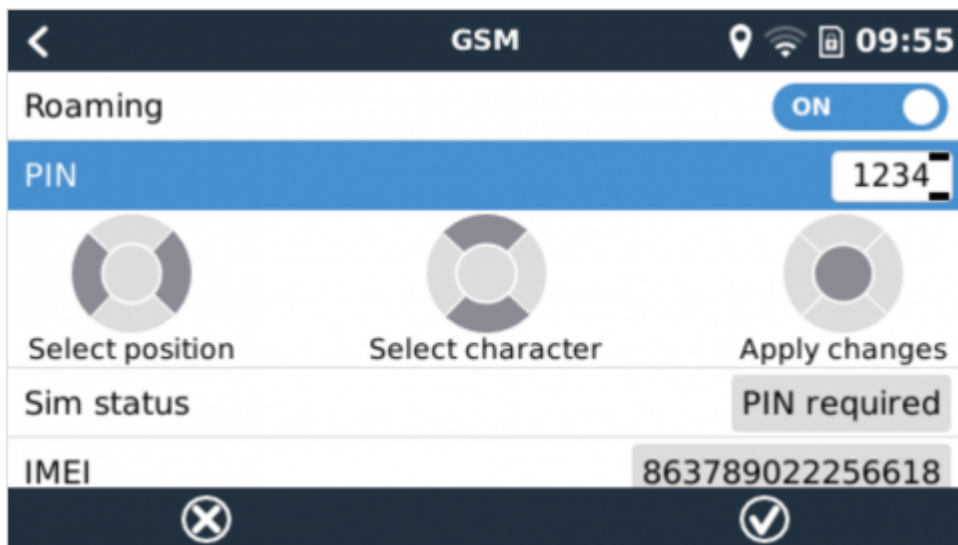 GSM 09:55
Roaming ON
PIN 1234
Select position Select character Apply changes
Sim status PIN required
IMEI 863789022256618